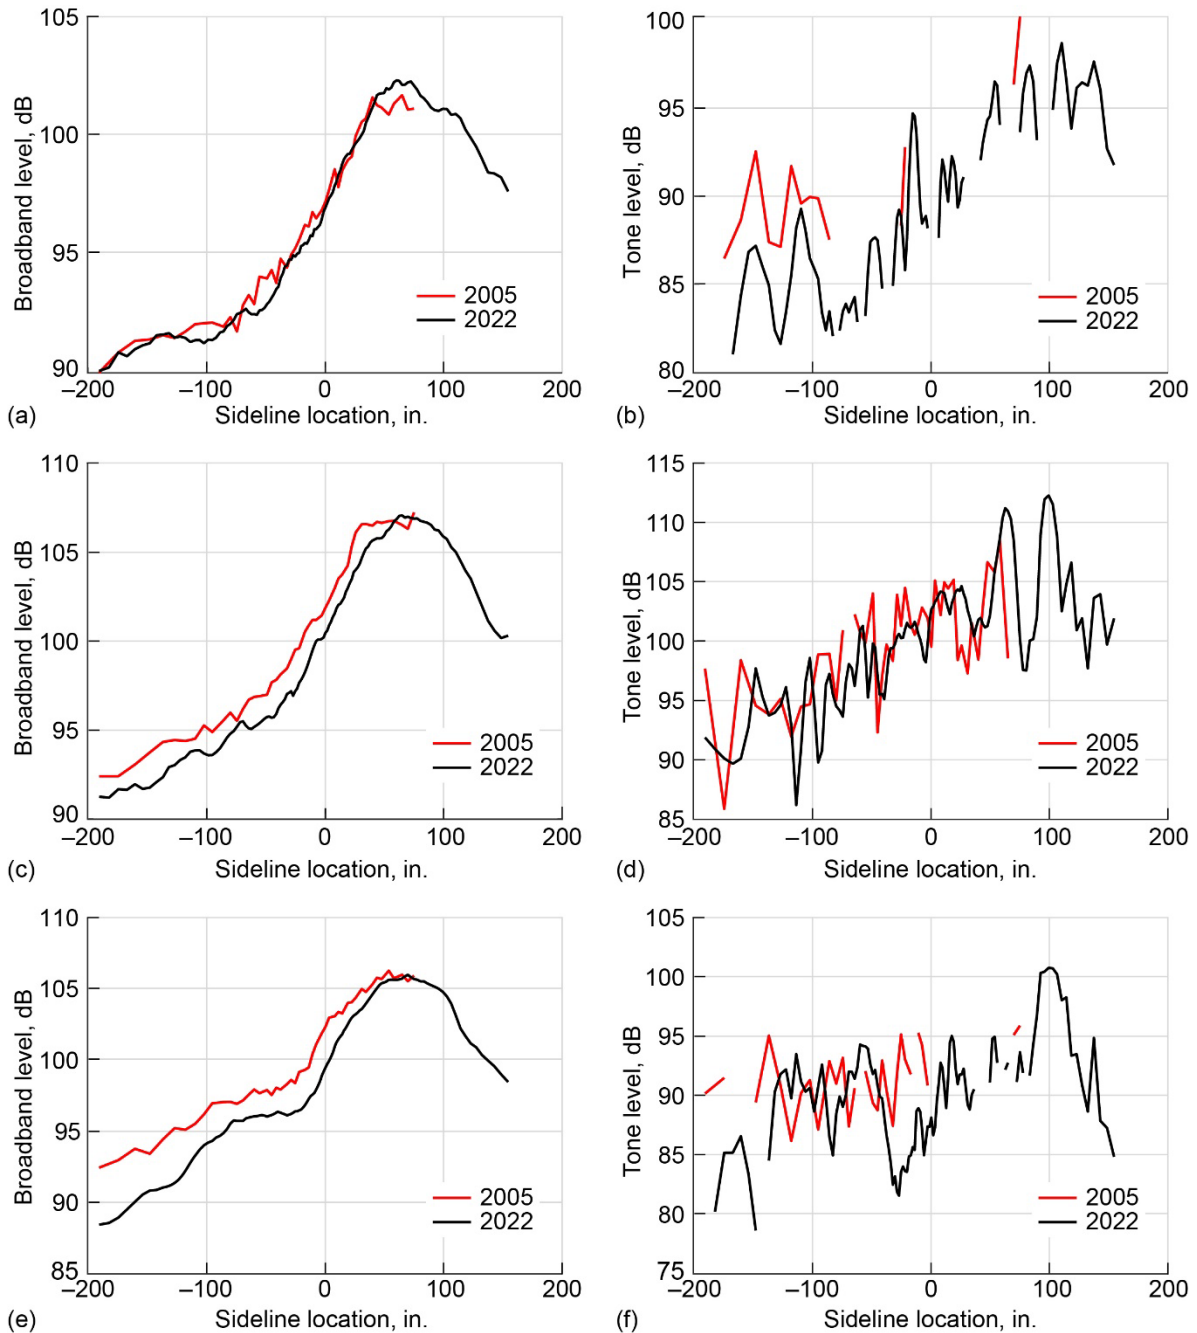 105
100
95
90
Broadband level, dB
2005
2022
–200 –100 0 100 200
(a) Sideline location, in.
100
95
90
85
80
Tone level, dB
2005
2022
–200 –100 0 100 200
(b) Sideline location, in.
110
105
100
95
90
Broadband level, dB
2005
2022
–200 –100 0 100 200
(c) Sideline location, in.
115
110
105
100
95
90
85
Tone level, dB
2005
2022
–200 –100 0 100 200
(d) Sideline location, in.
110
105
100
95
90
85
Broadband level, dB
2005
2022
–200 –100 0 100 200
(e) Sideline location, in.
105
100
95
90
85
80
75
Tone level, dB
2005
2022
–200 –100 0 100 200
(f) Sideline location, in.